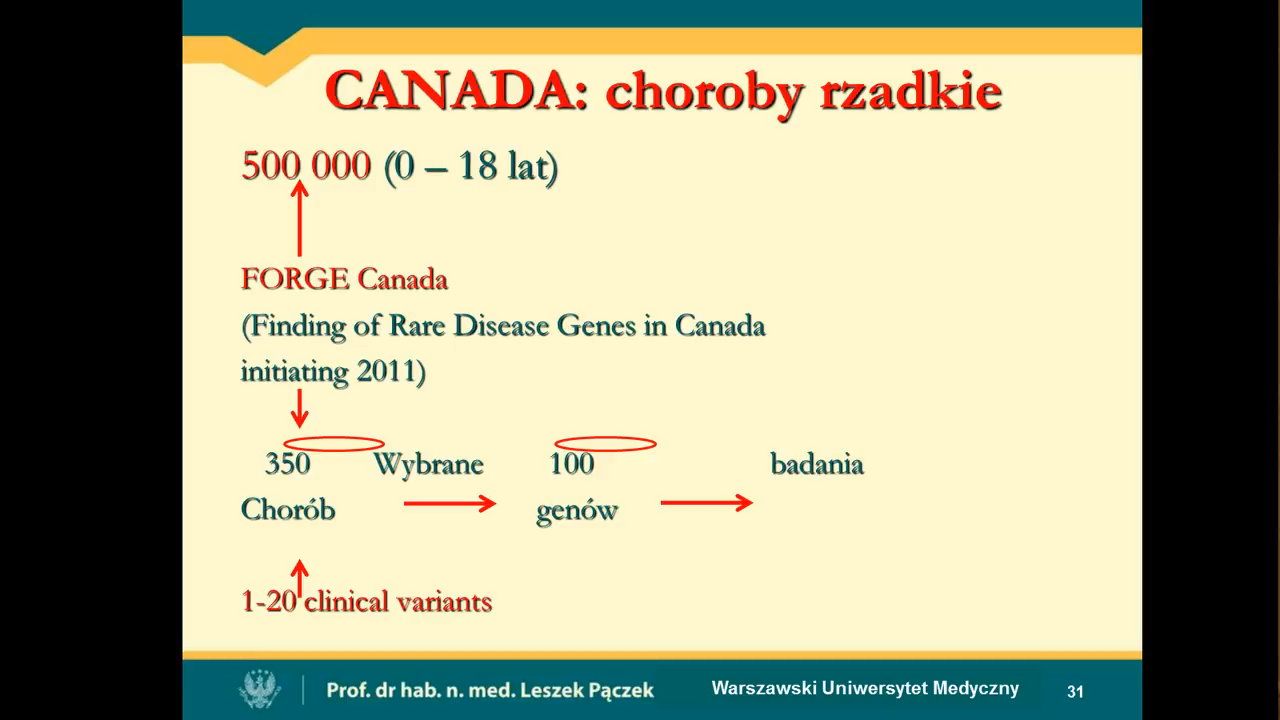 CANADA: choroby rzadkie
500 000 (0 – 18 lat)
FORGE Canada
(Finding of Rare Disease Genes in Canada
initiating 2011)
350 Wybrane 100 badania
Chorób genów
1-20 clinical variants
Prof. dr hab. n. med. Leszek Pączek Warszawski Uniwersytet Medyczny 31